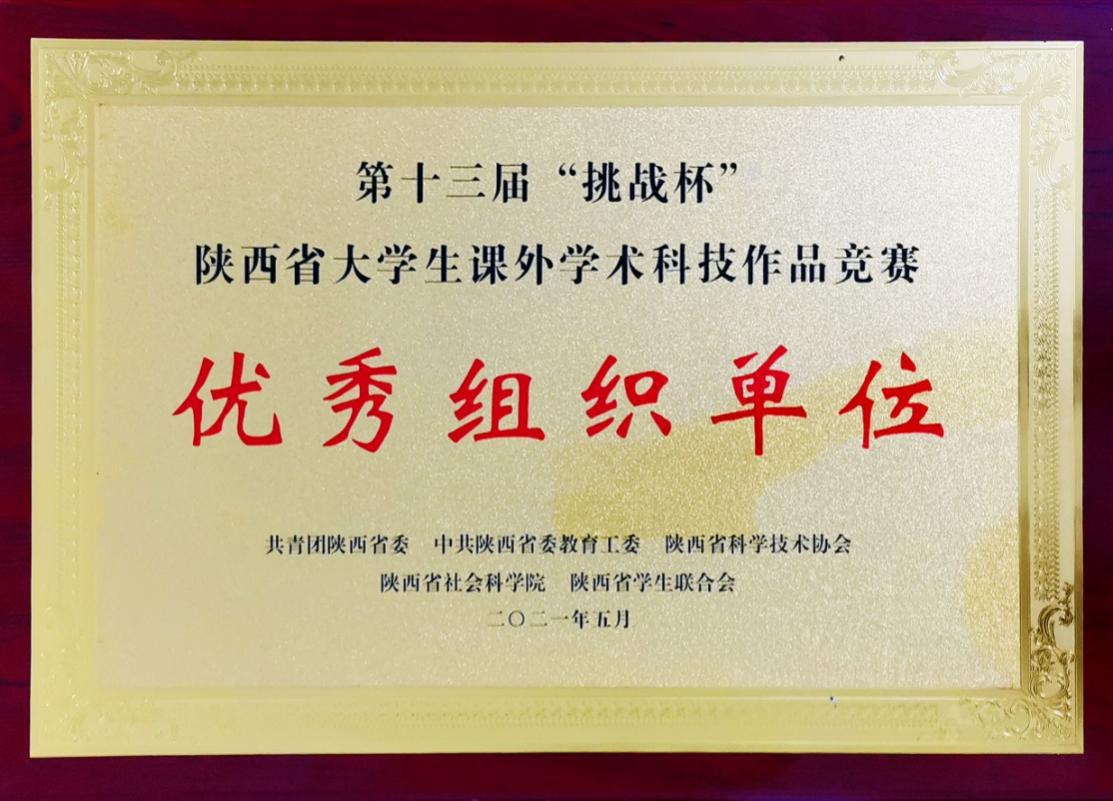 第十三届“挑战杯”
陕西省大学生课外学术科技作品竞赛
优秀组织单位
共青团陕西省委 中共陕西省委教育工委 陕西省科学技术协会
陕西省社会科学院 陕西省学生联合会
二〇二一年五月